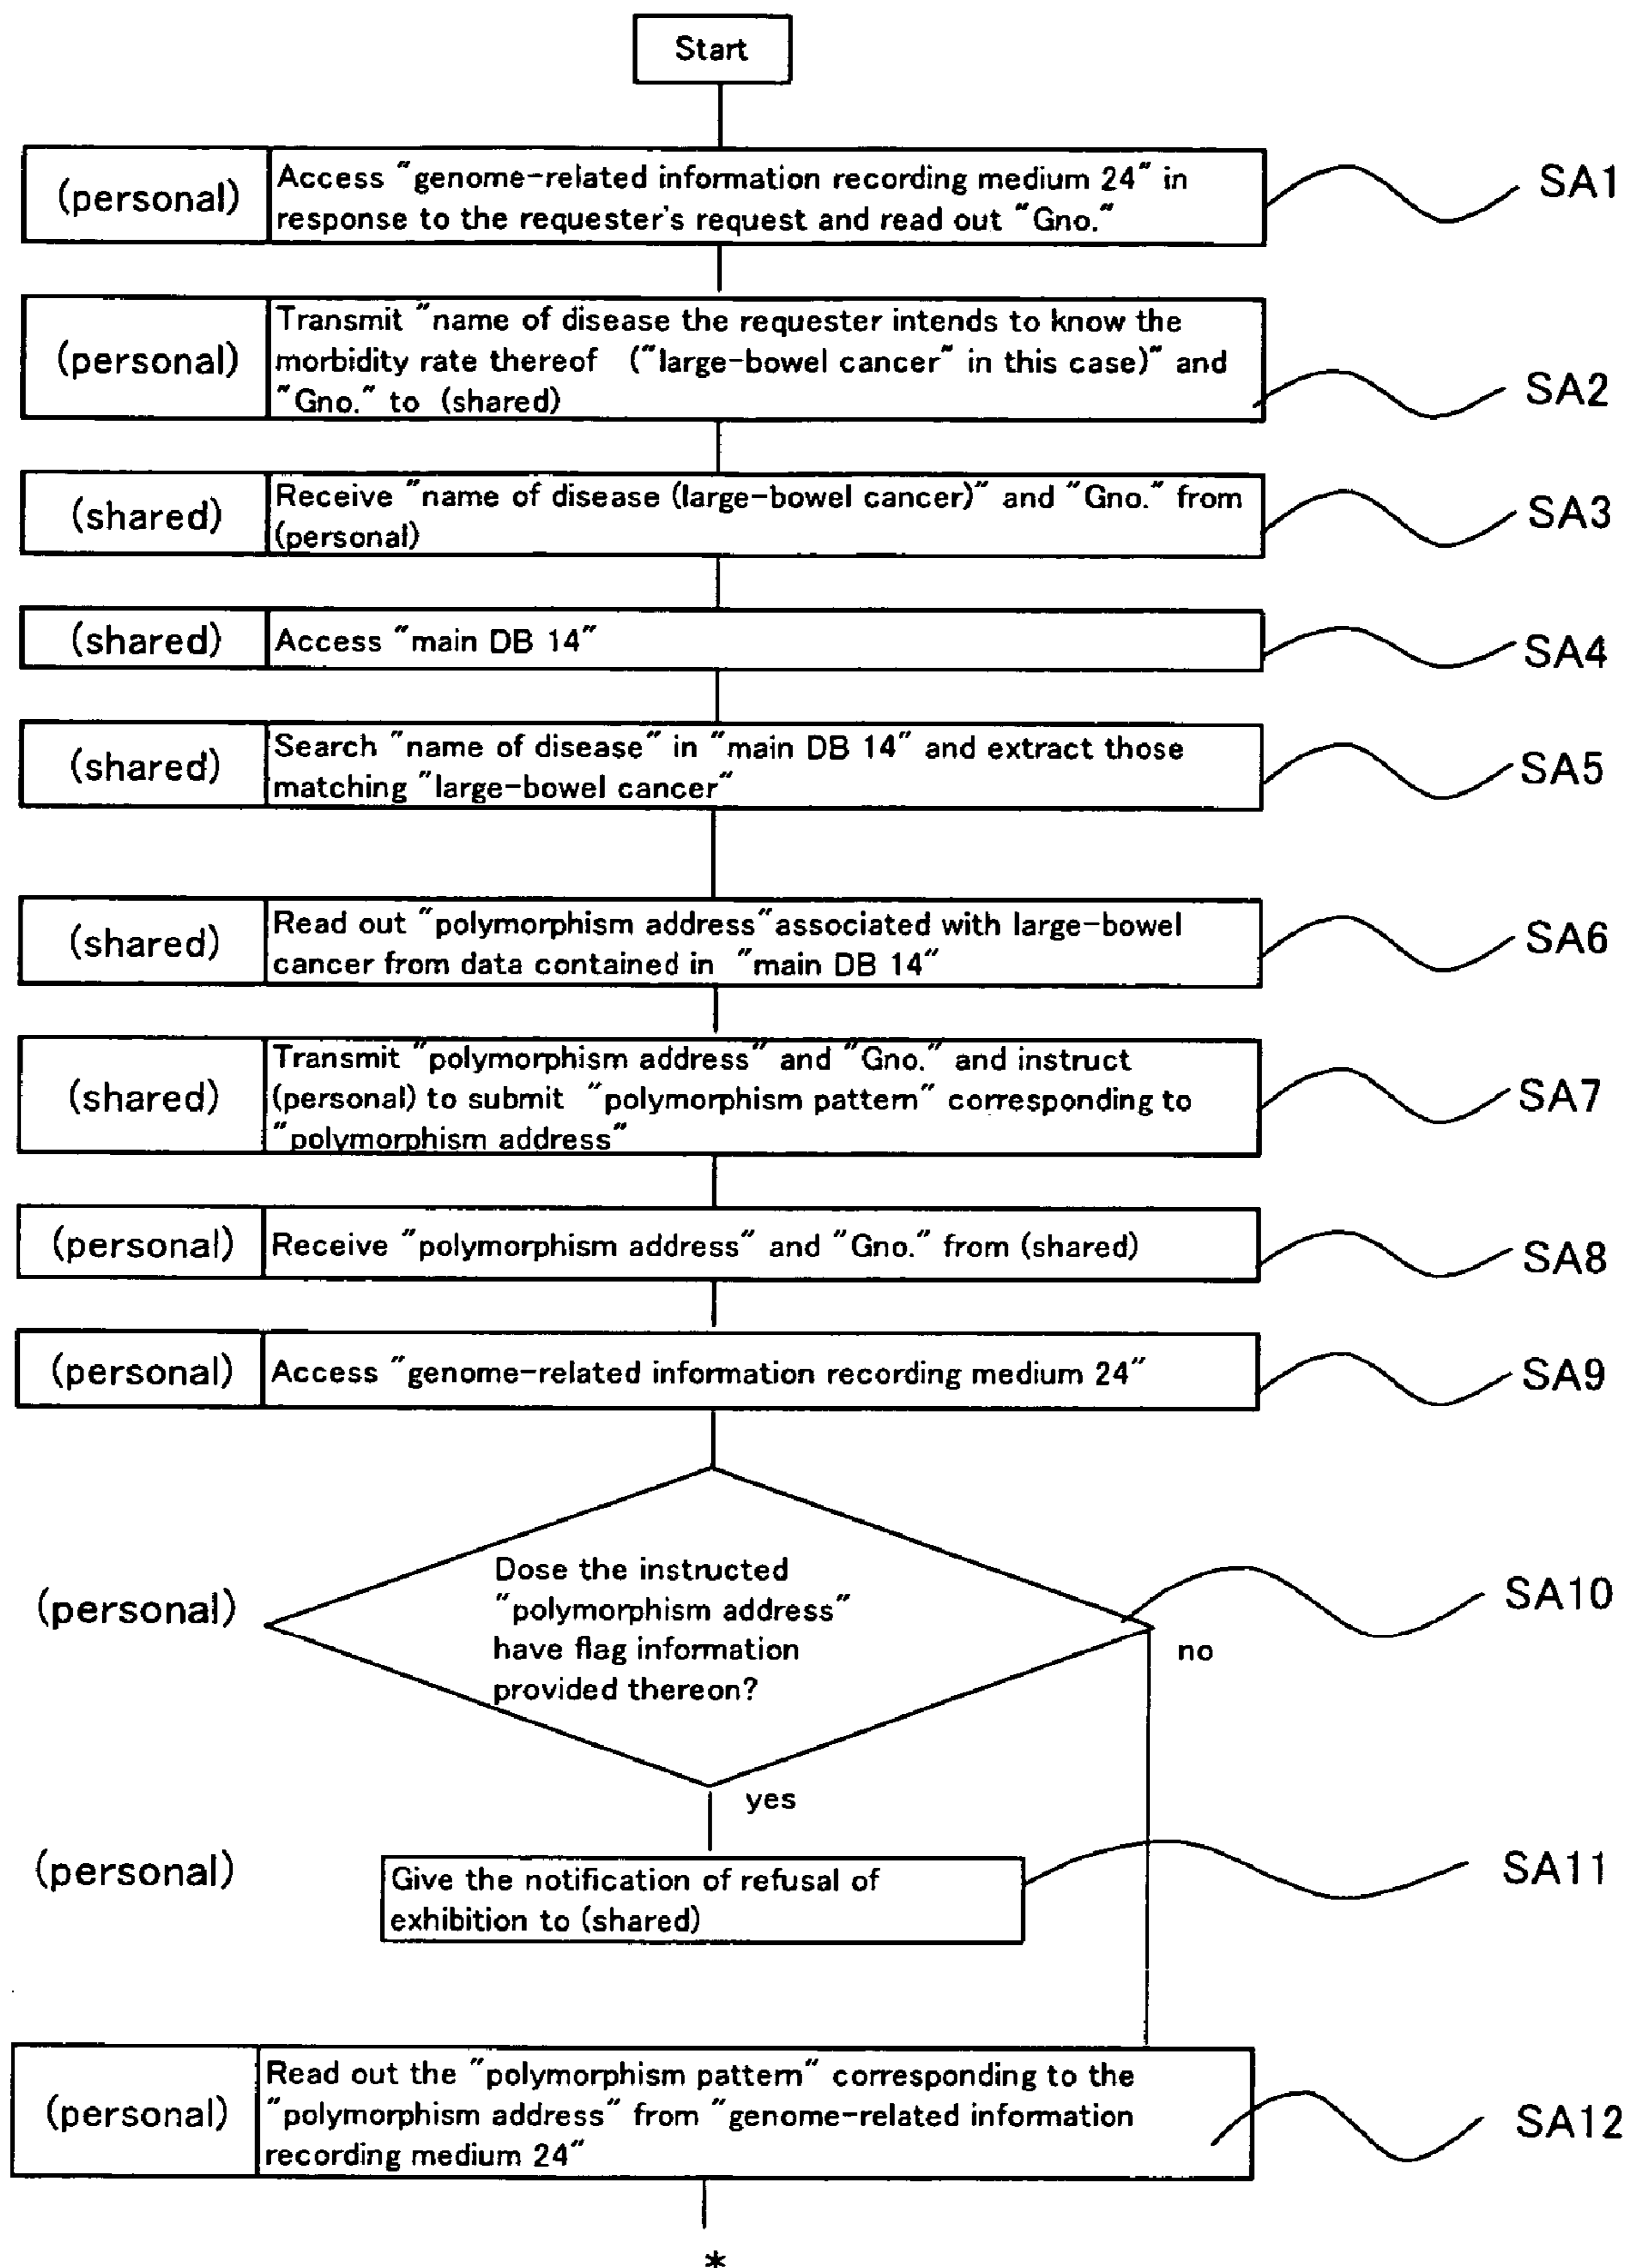 Start
(personal)
Access "genome-related information recording medium 24" in
response to the requester's request and read out "Gno."
SA1
(personal)
Transmit "name of disease the requester intends to know the
morbidity rate thereof ("large-bowel cancer" in this case)" and
"Gno." to (shared)
SA2
(shared)
Receive "name of disease (large-bowel cancer)" and "Gno." from
(personal)
SA3
(shared)
Access "main DB 14"
SA4
(shared)
Search "name of disease" in "main DB 14" and extract those
matching "large-bowel cancer"
SA5
(shared)
Read out "polymorphism address"associated with large-bowel
cancer from data contained in "main DB 14"
SA6
(shared)
Transmit "polymorphism address" and "Gno." and instruct
(personal) to submit "polymorphism pattern" corresponding to
"polymorphism address"
SA7
(personal)
Receive "polymorphism address" and "Gno." from (shared)
SA8
(personal)
Access "genome-related information recording medium 24"
SA9
(personal)
Dose the instructed
"polymorphism address"
have flag information
provided thereon?
SA10
no
yes
(personal)
Give the notification of refusal of
exhibition to (shared)
SA11
(personal)
Read out the "polymorphism pattern" corresponding to the
"polymorphism address" from "genome-related information
recording medium 24"
SA12
*